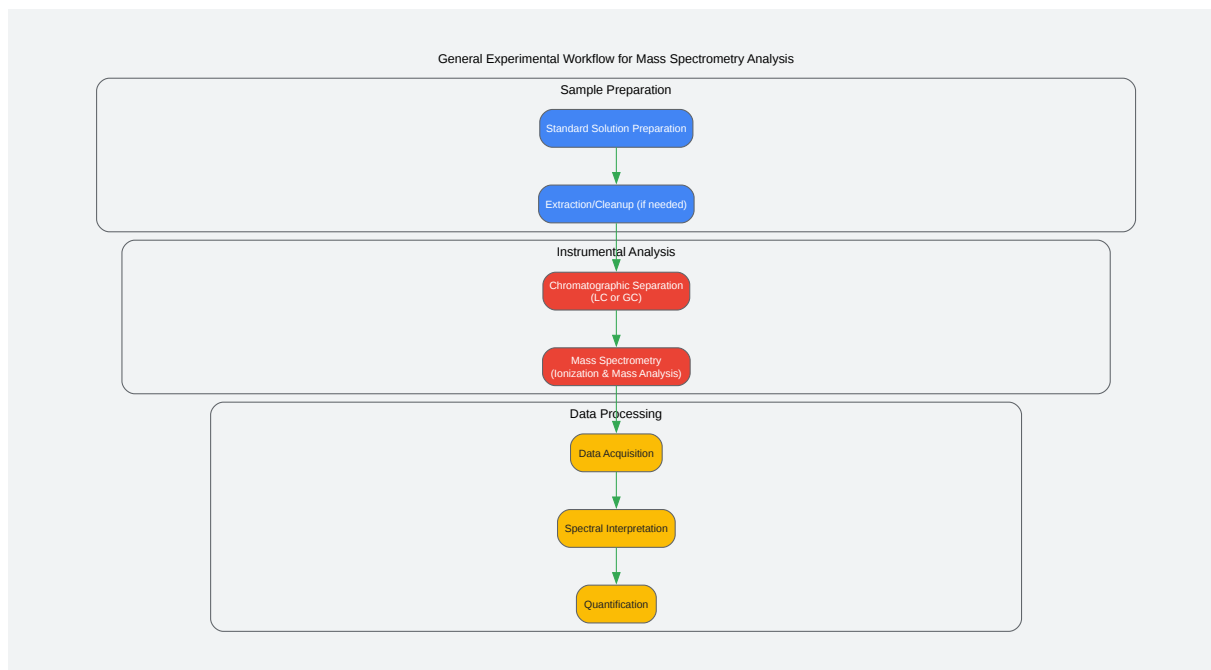 General Experimental Workflow for Mass Spectrometry Analysis
Sample Preparation
Standard Solution Preparation
Extraction/Cleanup (if needed)
Instrumental Analysis
Chromatographic Separation
(LC or GC)
Mass Spectrometry
(Ionization & Mass Analysis)
Data Processing
Data Acquisition
Spectral Interpretation
Quantification